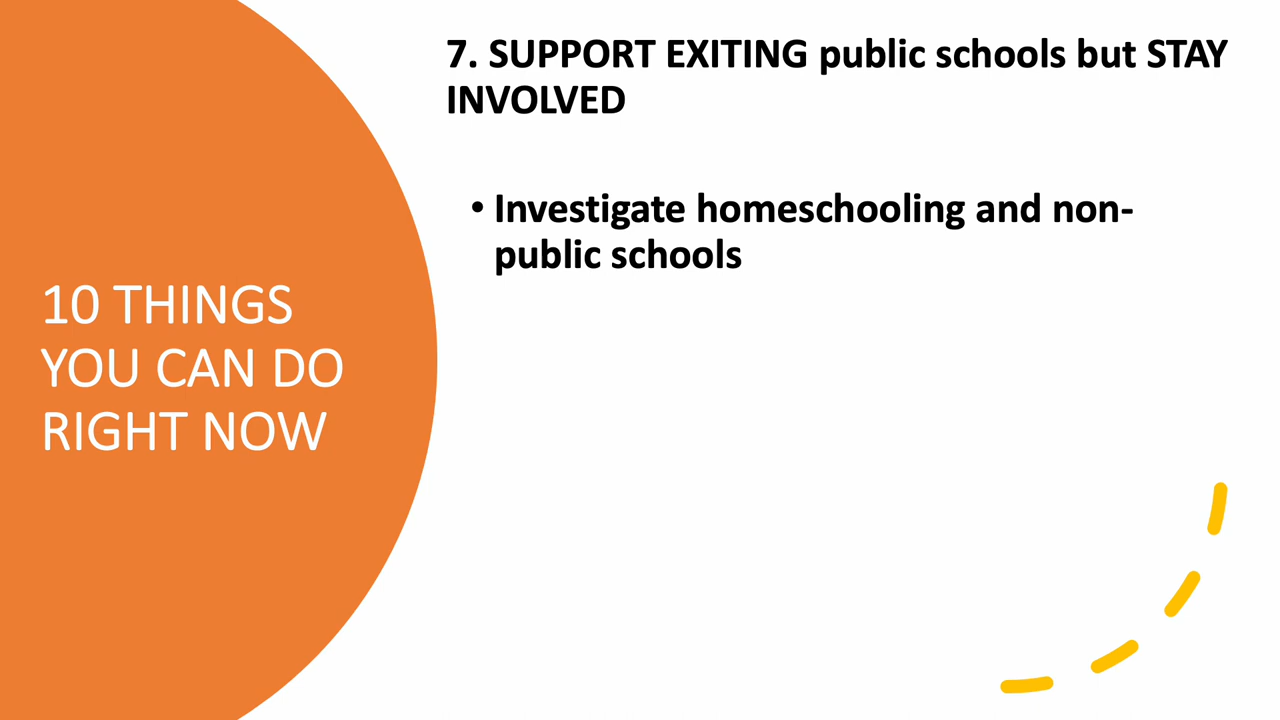 7. SUPPORT EXITING public schools but STAY
INVOLVED
• Investigate homeschooling and non-
public schools
10 THINGS
YOU CAN DO
RIGHT NOW